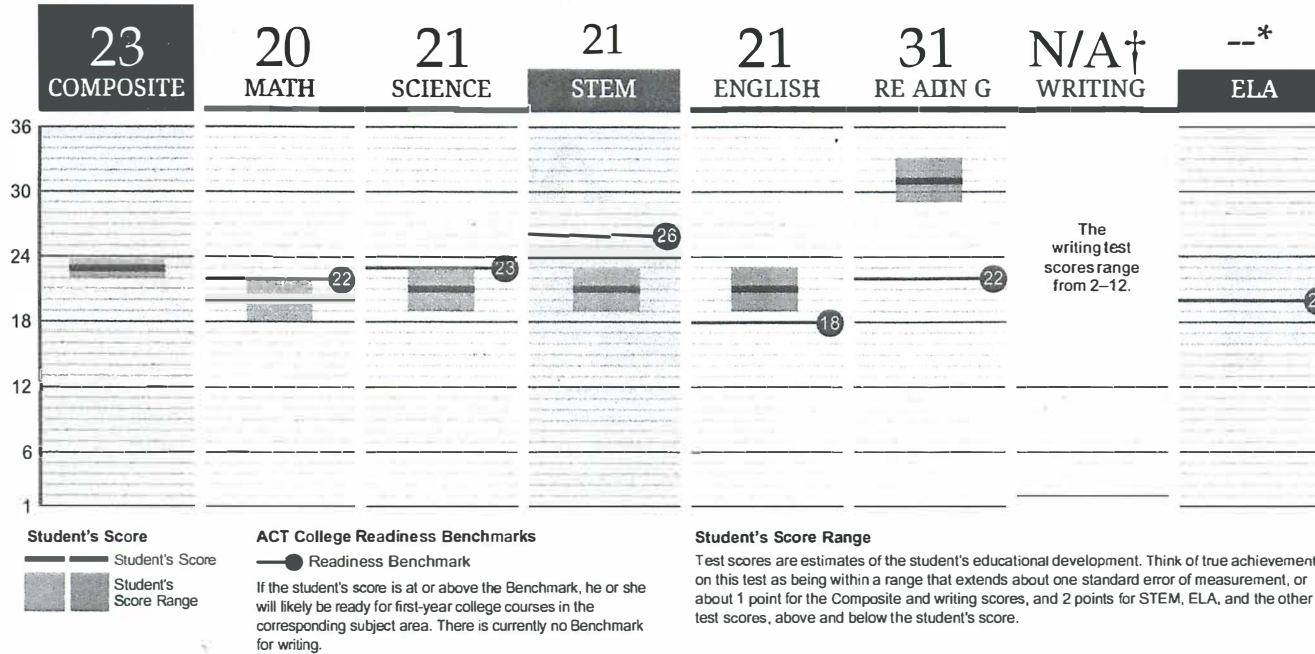 23
COMPOSITE
20
MATH
21
SCIENCE
21
STEM
21
ENGLISH
31
RE ADIN G
N/A†
WRITING
--*
ELA
36
30
24
18
12
6
1
22
23
26
18
22
The
writing test
scores range
from 2–12.
Student's Score
Student's Score
Student's
Score Range
ACT College Readiness Benchmarks
Readiness Benchmark
If the student's score is at or above the Benchmark, he or she
will likely be ready for first-year college courses in the
corresponding subject area. There is currently no Benchmark
for writing.
Student's Score Range
Test scores are estimates of the student's educational development. Think of true achievement
on this test as being within a range that extends about one standard error of measurement, or
about 1 point for the Composite and writing scores, and 2 points for STEM, ELA, and the other
test scores, above and below the student's score.